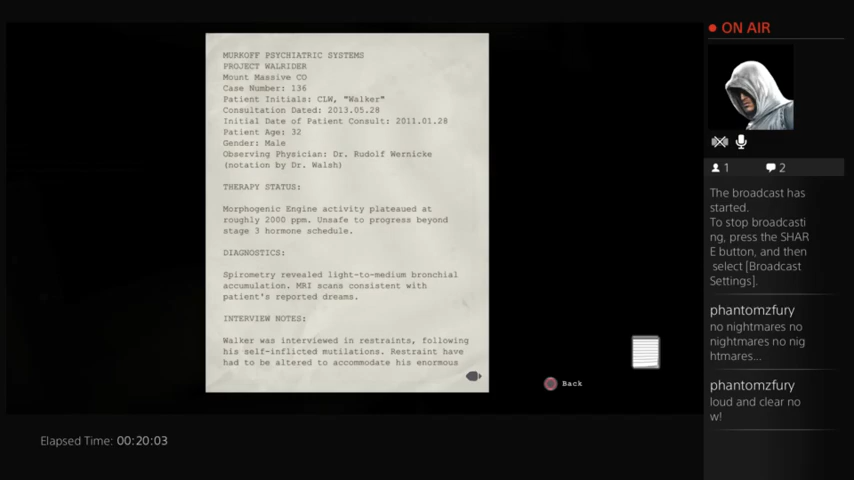 MURKOFF PSYCHIATRIC SYSTEMS
PROJECT WALRIDER
Mount Massive CO
Case Number: 136
Patient Initials: CLW, "Walker"
Consultation Dated: 2013.05.28
Initial Date of Patient Consult: 2011.01.28
Patient Age: 32
Gender: Male
Observing Physician: Dr. Rudolf Wernicke
(notation by Dr. Walsh)
THERAPY STATUS:
Morphogenic Engine activity plateaued at
roughly 2000 ppm. Unsafe to progress beyond
stage 3 hormone schedule.
DIAGNOSTICS:
Spirometry revealed light-to-medium bronchial
accumulation. MRI scans consistent with
patient's reported dreams.
INTERVIEW NOTES:
Walker was interviewed in restraints, following
his self-inflicted mutilations. Restraint have
had to be altered to accommodate his enormous
Back
Elapsed Time: 00:20:03
ON AIR
1
2
The broadcast has
started.
To stop broadcasti
ng, press the SHAR
E button, and then
select [Broadcast
Settings].
phantomzfury
no nightmares no
nightmares no nig
htmares...
phantomzfury
loud and clear no
w!